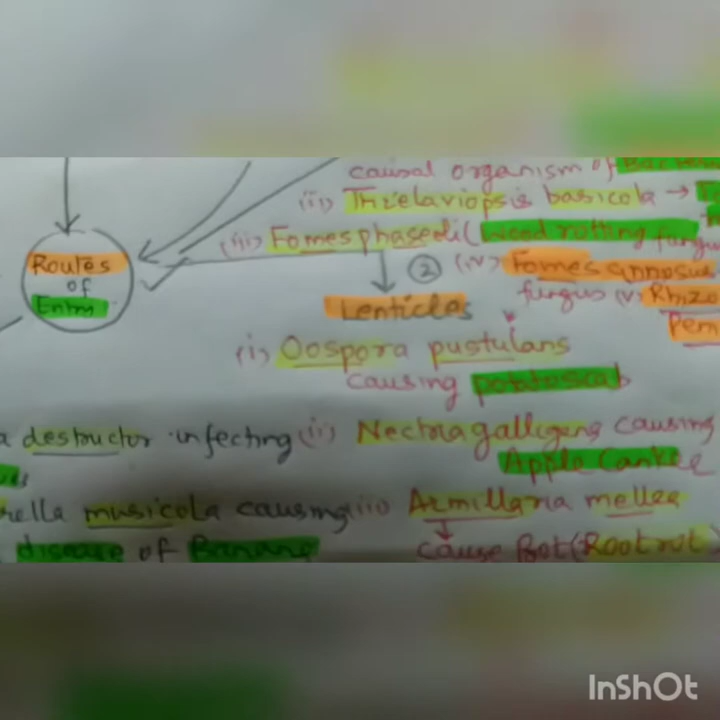 causal organism of
(ii) Thielaviopsis basicola →
(iii) Fomes phaseoli (wood rotting fungus
Routes
of
Entry
② (iv) Fomes annosus
fungus (v) Rhizo
Lenticles
Pem
(i) Oospora pustulans
causing potato scab
a destructor infecting
(ii) Nectria galligena causing
Apple Canker
rella musicola causing
disease of Banana
(iii) Armillaria mellea
↓
cause Rot (Root rot)
InShOt